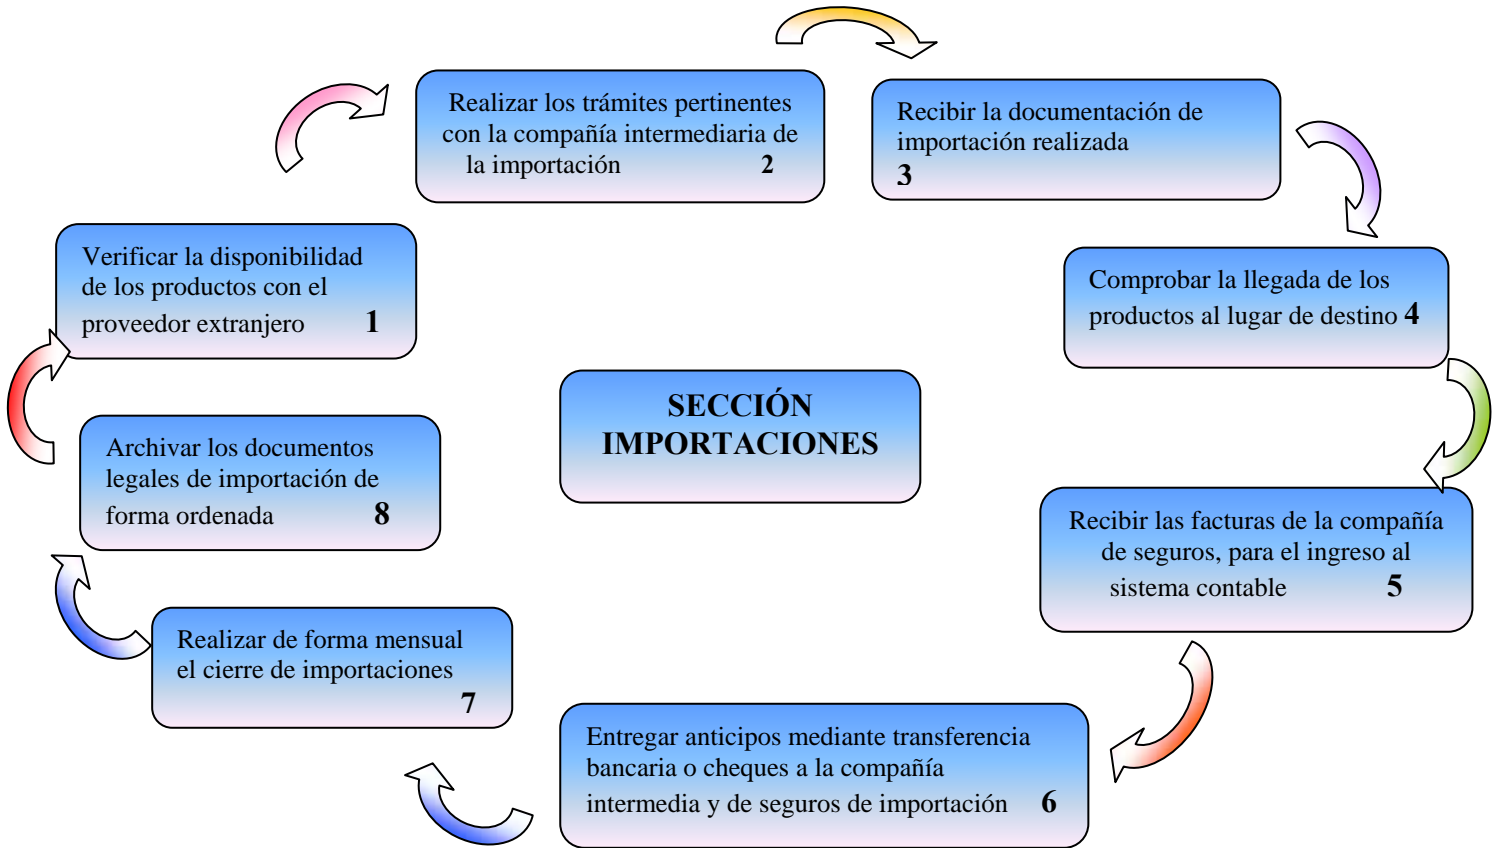 Realizar los trámites pertinentes
con la compañía intermediaria de
la importación 2
Recibir la documentación de
importación realizada
3
Verificar la disponibilidad
de los productos con el
proveedor extranjero 1
Comprobar la llegada de los
productos al lugar de destino 4
SECCIÓN
IMPORTACIONES
Archivar los documentos
legales de importación de
forma ordenada 8
Recibir las facturas de la compañía
de seguros, para el ingreso al
sistema contable 5
Realizar de forma mensual
el cierre de importaciones
7
Entregar anticipos mediante transferencia
bancaria o cheques a la compañía
intermedia y de seguros de importación 6